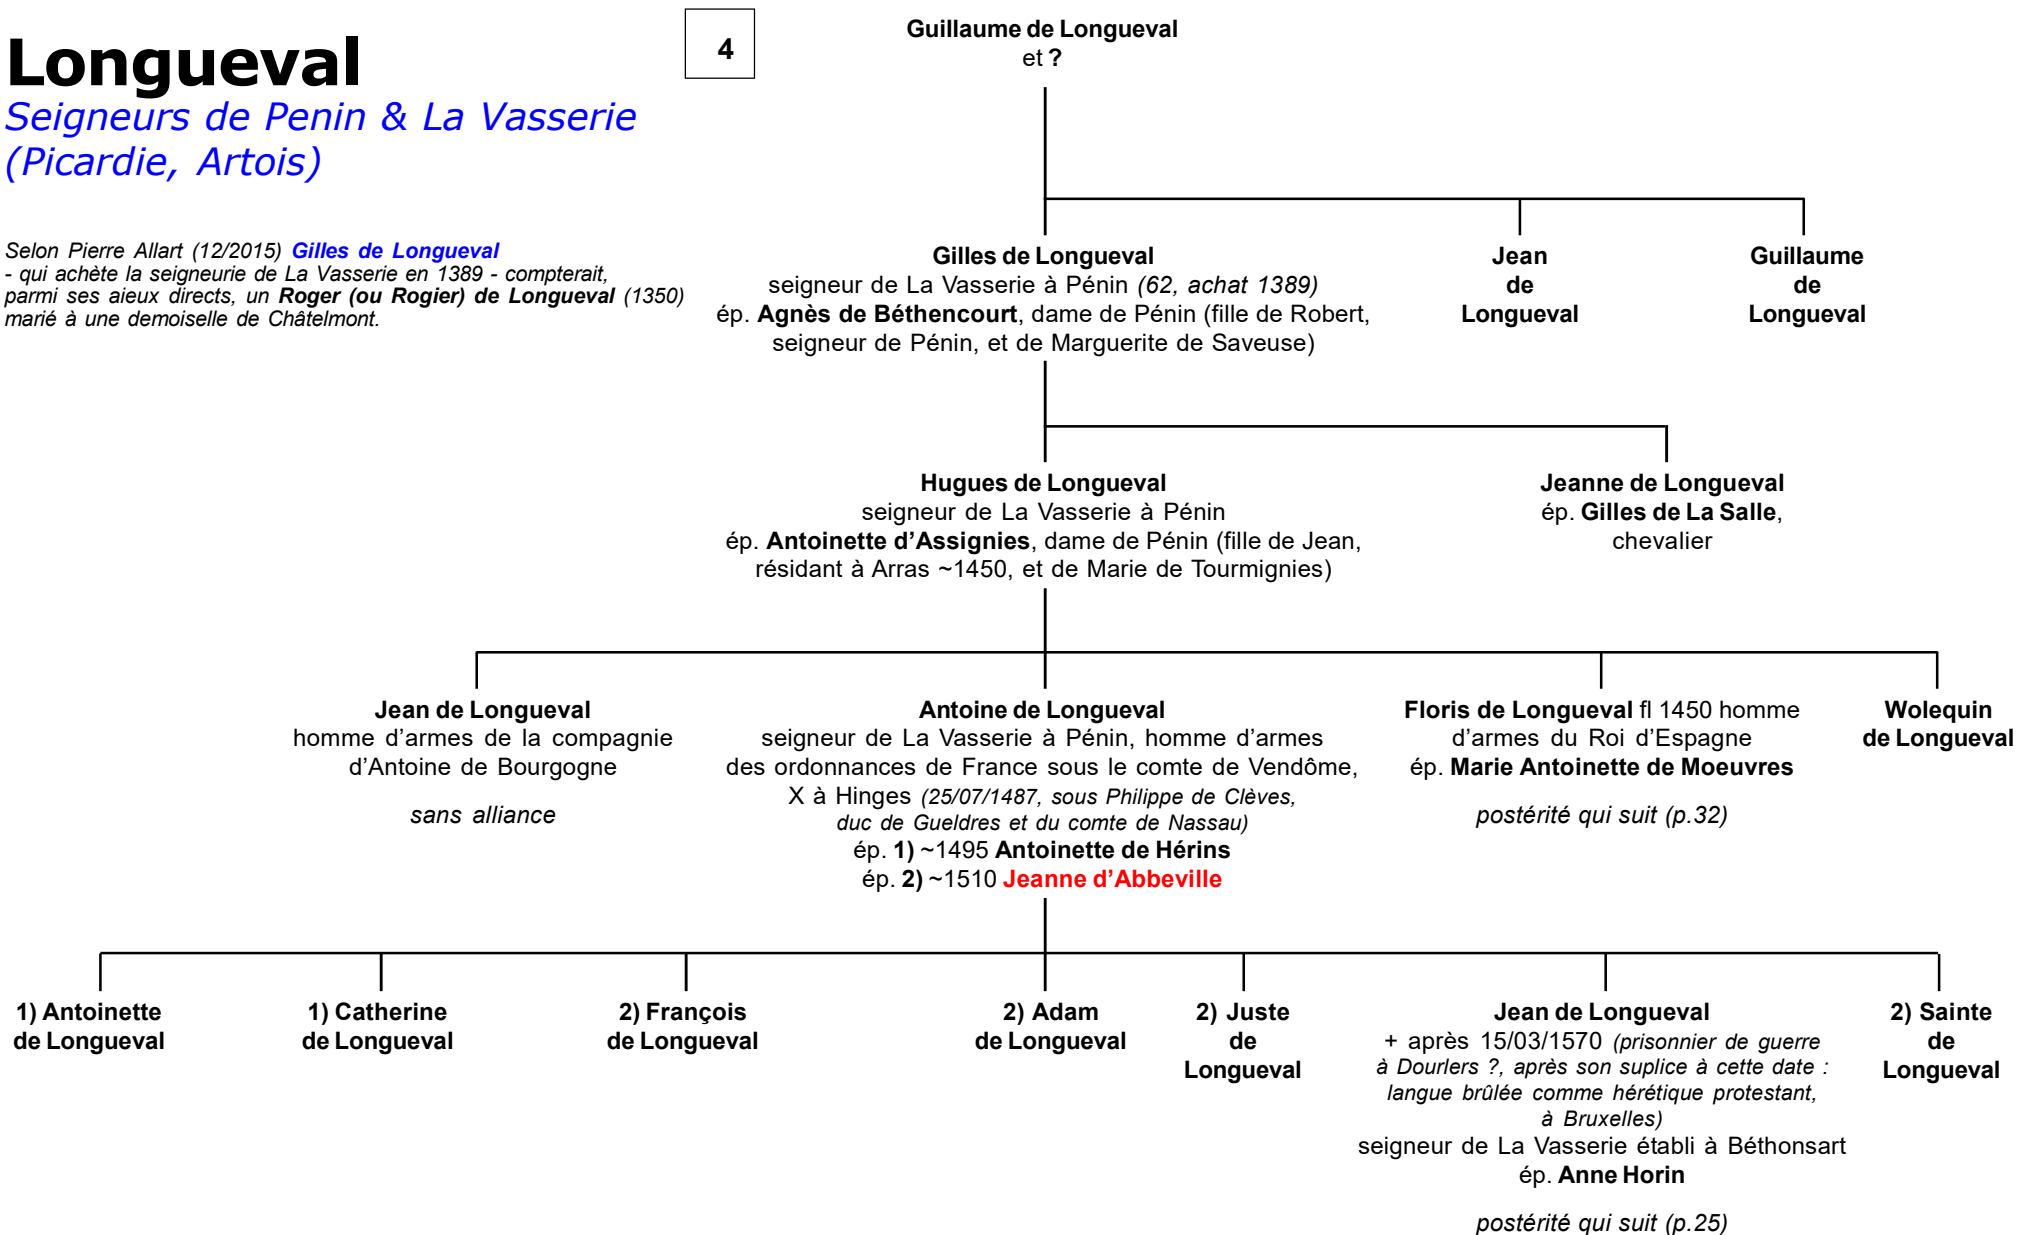 Longueval
Seigneurs de Penin & La Vasserie
(Picardie, Artois)
4
Selon Pierre Allart (12/2015) Gilles de Longueval
- qui achète la seigneurie de La Vasserie en 1389 - compterait,
parmi ses aieux directs, un Roger (ou Rogier) de Longueval (1350)
marié à une demoiselle de Châtelmont.
Guillaume de Longueval
et ?
Gilles de Longueval
seigneur de La Vasserie à Pénin (62, achat 1389)
ép. Agnès de Béthencourt, dame de Pénin (fille de Robert,
seigneur de Pénin, et de Marguerite de Saveuse)
Jean
de
Longueval
Guillaume
de
Longueval
Hugues de Longueval
seigneur de La Vasserie à Pénin
ép. Antoinette d’Assignies, dame de Pénin (fille de Jean,
résidant à Arras ~1450, et de Marie de Tourmignies)
Jeanne de Longueval
ép. Gilles de La Salle,
chevalier
Jean de Longueval
homme d’armes de la compagnie
d’Antoine de Bourgogne
sans alliance
Antoine de Longueval
seigneur de La Vasserie à Pénin, homme d’armes
des ordonnances de France sous le comte de Vendôme,
X à Hinges (25/07/1487, sous Philippe de Clèves,
duc de Gueldres et du comte de Nassau)
ép. 1) ~1495 Antoinette de Hérins
ép. 2) ~1510 Jeanne d’Abbeville
Floris de Longueval fl 1450 homme
d’armes du Roi d’Espagne
ép. Marie Antoinette de Moeuvres
postérité qui suit (p.32)
Wolequin
de Longueval
1) Antoinette
de Longueval
1) Catherine
de Longueval
2) François
de Longueval
2) Adam
de Longueval
2) Juste
de
Longueval
Jean de Longueval
+ après 15/03/1570 (prisonnier de guerre
à Dourlers ?, après son suplice à cette date :
langue brûlée comme hérétique protestant,
à Bruxelles)
seigneur de La Vasserie établi à Béthonsart
ép. Anne Horin
postérité qui suit (p.25)
2) Sainte
de
Longueval